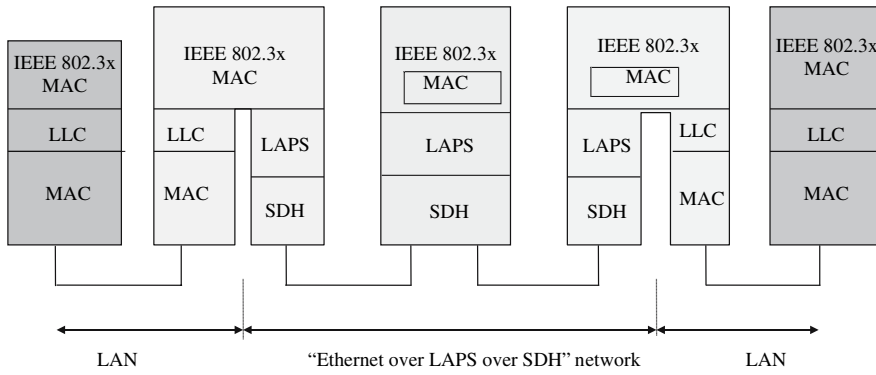 IEEE 802.3x
MAC
LLC
MAC
IEEE 802.3x
MAC
LLC
MAC
LAPS
SDH
IEEE 802.3x
MAC
LAPS
SDH
IEEE 802.3x
MAC
LAPS
SDH
LLC
MAC
IEEE 802.3x
MAC
LLC
MAC
LAN
“Ethernet over LAPS over SDH” network
LAN